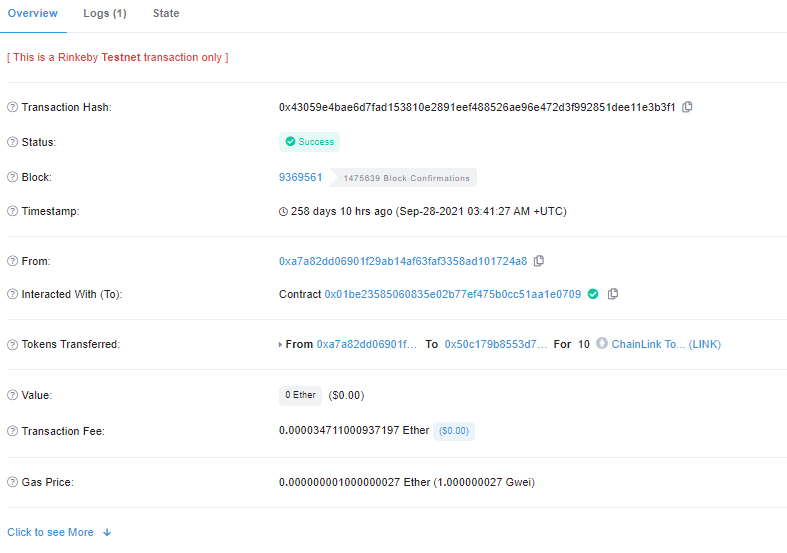 Overview Logs (1) State
[ This is a Rinkeby Testnet transaction only ]
Transaction Hash: 0x43059e4bae6d7fad153810e2891eef488526ae96e472d3f992851dee11e3b3f1
Status: Success
Block: 9369561 1475639 Block Confirmations
Timestamp: 258 days 10 hrs ago (Sep-28-2021 03:41:27 AM +UTC)
From: 0xa7a82dd06901f29ab14af63faf3358ad101724a8
Interacted With (To): Contract 0x01be23585060835e02b77ef475b0cc51aa1e0709
Tokens Transferred: From 0xa7a82dd06901f... To 0x50c179b8553d7... For 10 ChainLink To... (LINK)
Value: 0 Ether ($0.00)
Transaction Fee: 0.000034711000937197 Ether ($0.00)
Gas Price: 0.000000001000000027 Ether (1.000000027 Gwei)
Click to see More